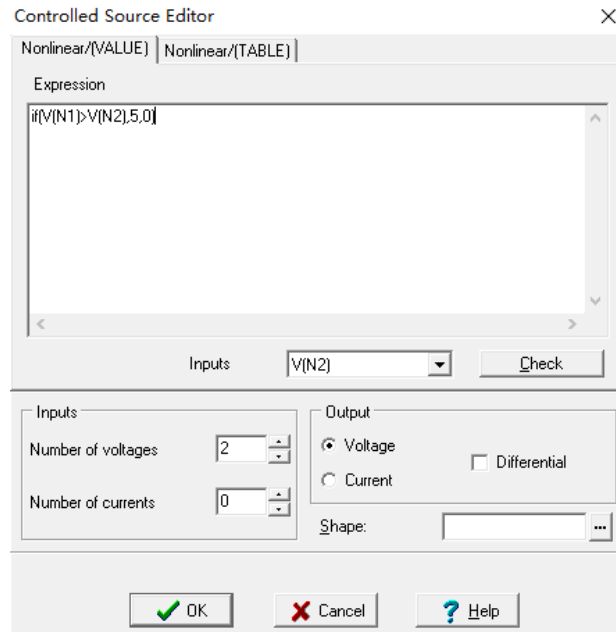 Controlled Source Editor
Nonlinear/(VALUE) Nonlinear/(TABLE)
Expression
if(V(N1)>V(N2),5,0)
Inputs V(N2) Check
Inputs Output
Number of voltages 2 Voltage Differential
Number of currents 0 Current
Shape: ...
OK Cancel ? Help